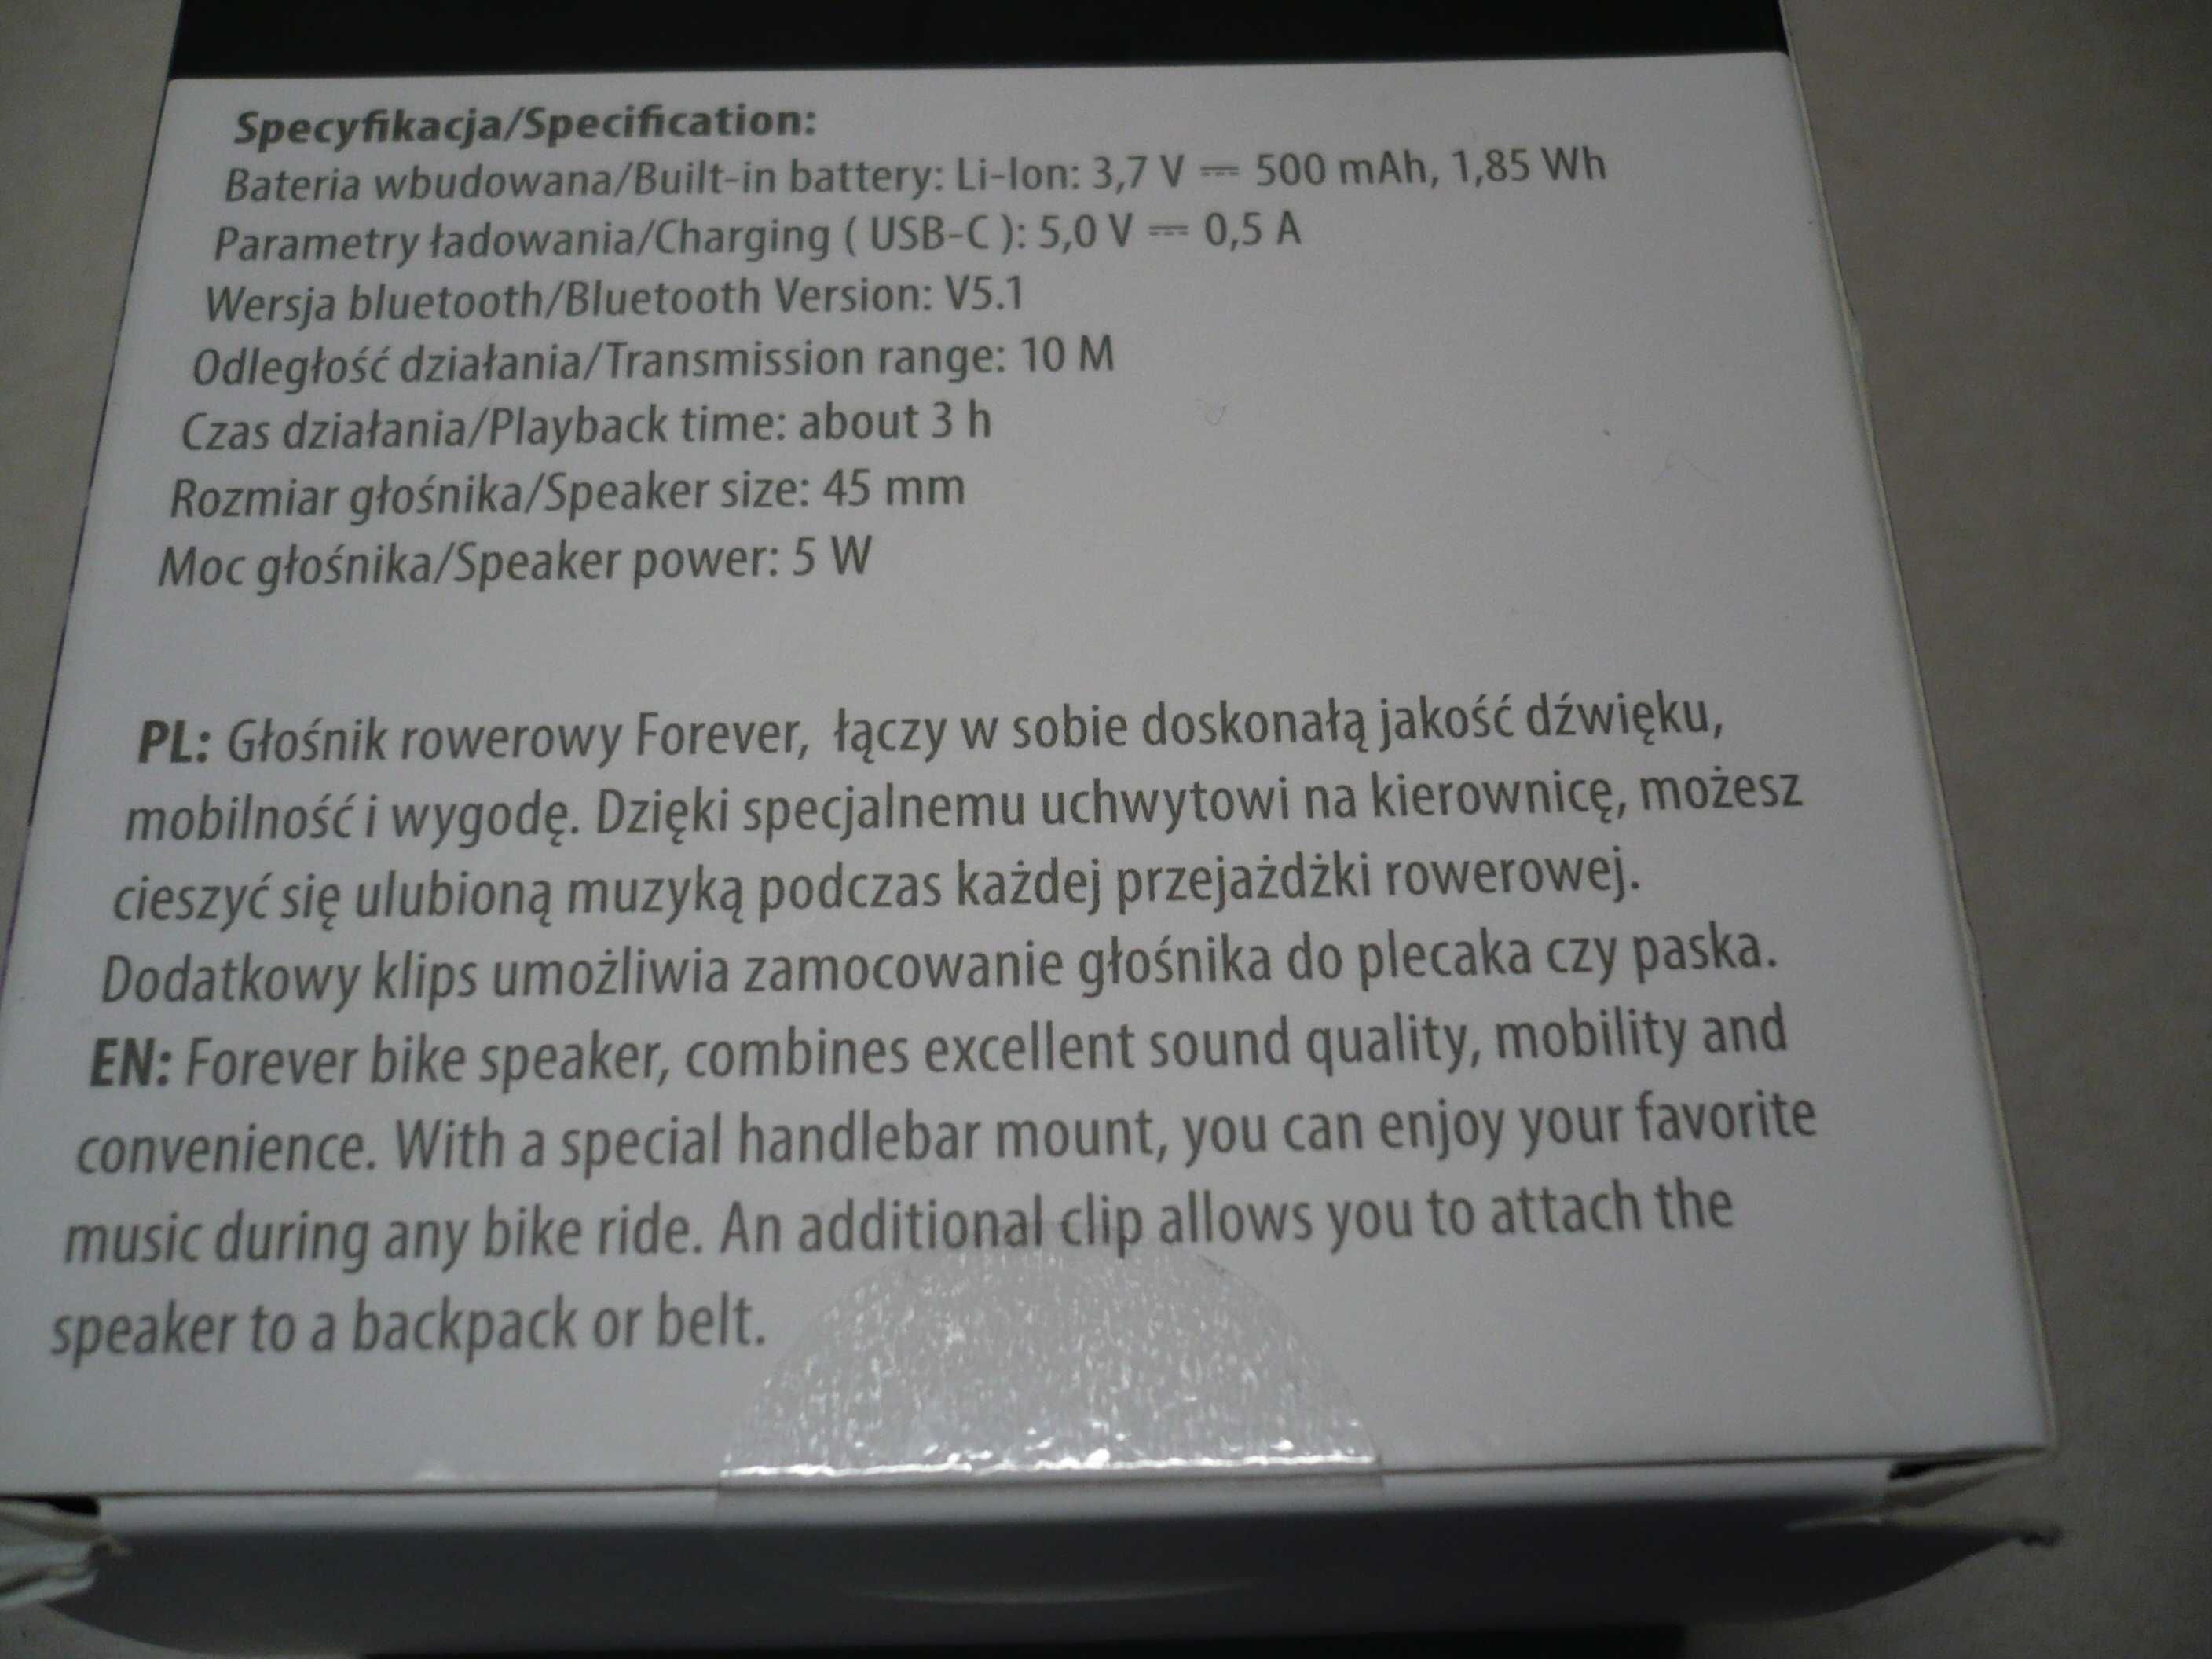 Specyfikacja/Specification:
Bateria wbudowana/Built-in battery: Li-Ion: 3,7 V ⎓ 500 mAh, 1,85 Wh
Parametry ładowania/Charging ( USB-C ): 5,0 V ⎓ 0,5 A
Wersja bluetooth/Bluetooth Version: V5.1
Odległość działania/Transmission range: 10 M
Czas działania/Playback time: about 3 h
Rozmiar głośnika/Speaker size: 45 mm
Moc głośnika/Speaker power: 5 W
PL: Głośnik rowerowy Forever, łączy w sobie doskonałą jakość dźwięku,
mobilność i wygodę. Dzięki specjalnemu uchwytowi na kierownicę, możesz
cieszyć się ulubioną muzyką podczas każdej przejażdżki rowerowej.
Dodatkowy klips umożliwia zamocowanie głośnika do plecaka czy paska.
EN: Forever bike speaker, combines excellent sound quality, mobility and
convenience. With a special handlebar mount, you can enjoy your favorite
music during any bike ride. An additional clip allows you to attach the
speaker to a backpack or belt.